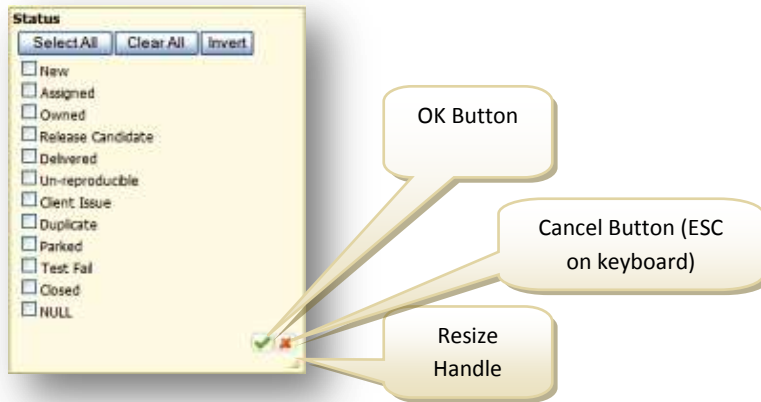 Status
Select All Clear All Invert
New
Assigned
Owned
Release Candidate
Delivered
Un-reproducible
Client Issue
Duplicate
Parked
Test Fail
Closed
NULL
OK Button
Cancel Button (ESC
on keyboard)
Resize
Handle